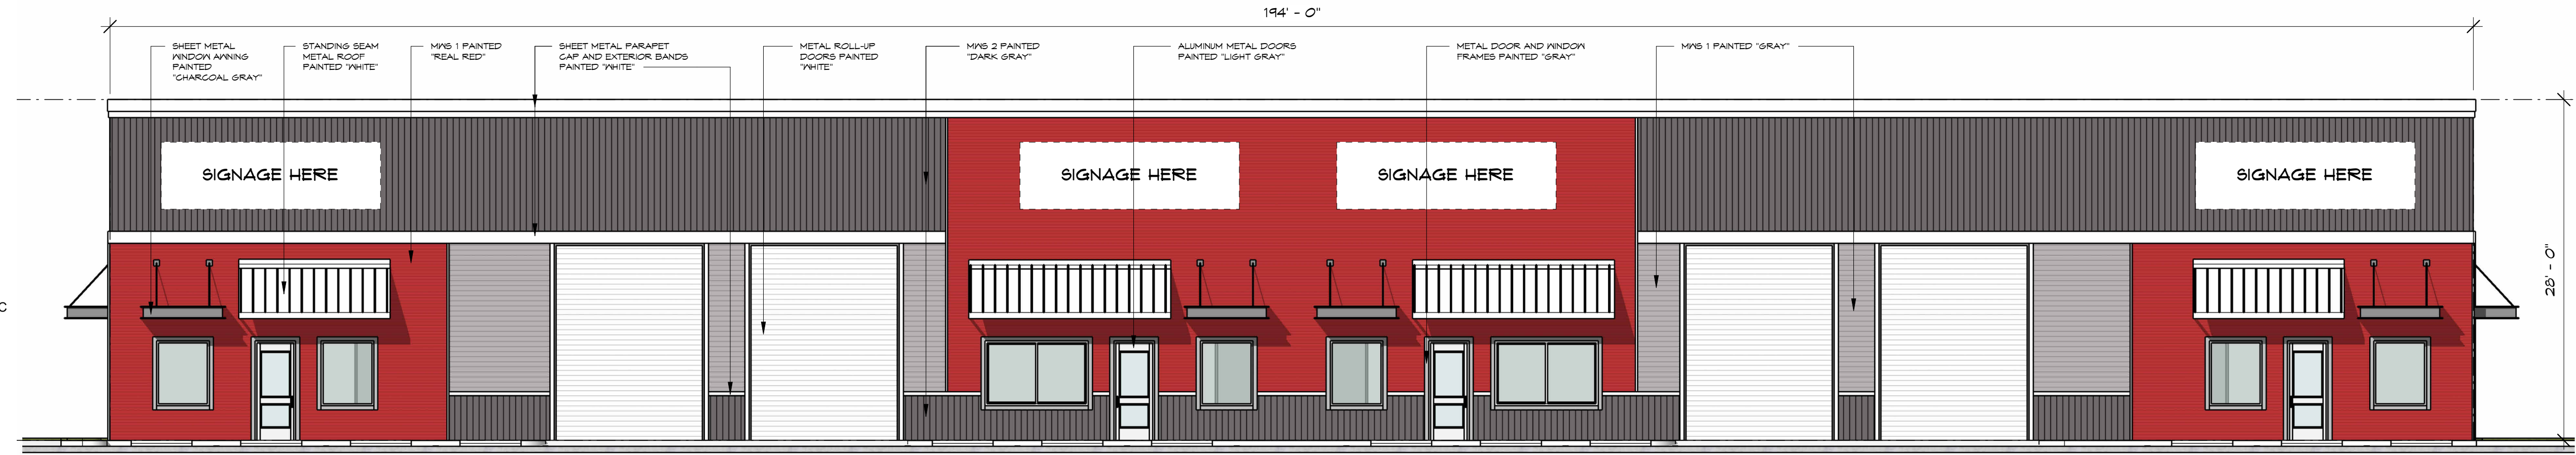 194' - 0"
SHEET METAL
WINDOW AWNING
PAINTED
"CHARCOAL GRAY"
STANDING SEAM
METAL ROOF
PAINTED "WHITE"
MWS 1 PAINTED
"REAL RED"
SHEET METAL PARAPET
CAP AND EXTERIOR BANDS
PAINTED "WHITE"
METAL ROLL-UP
DOORS PAINTED
"WHITE"
MWS 2 PAINTED
"DARK GRAY"
ALUMINUM METAL DOORS
PAINTED "LIGHT GRAY"
METAL DOOR AND WINDOW
FRAMES PAINTED "GRAY"
MWS 1 PAINTED "GRAY"
SIGNAGE HERE
SIGNAGE HERE
SIGNAGE HERE
SIGNAGE HERE
28' - 0"
C